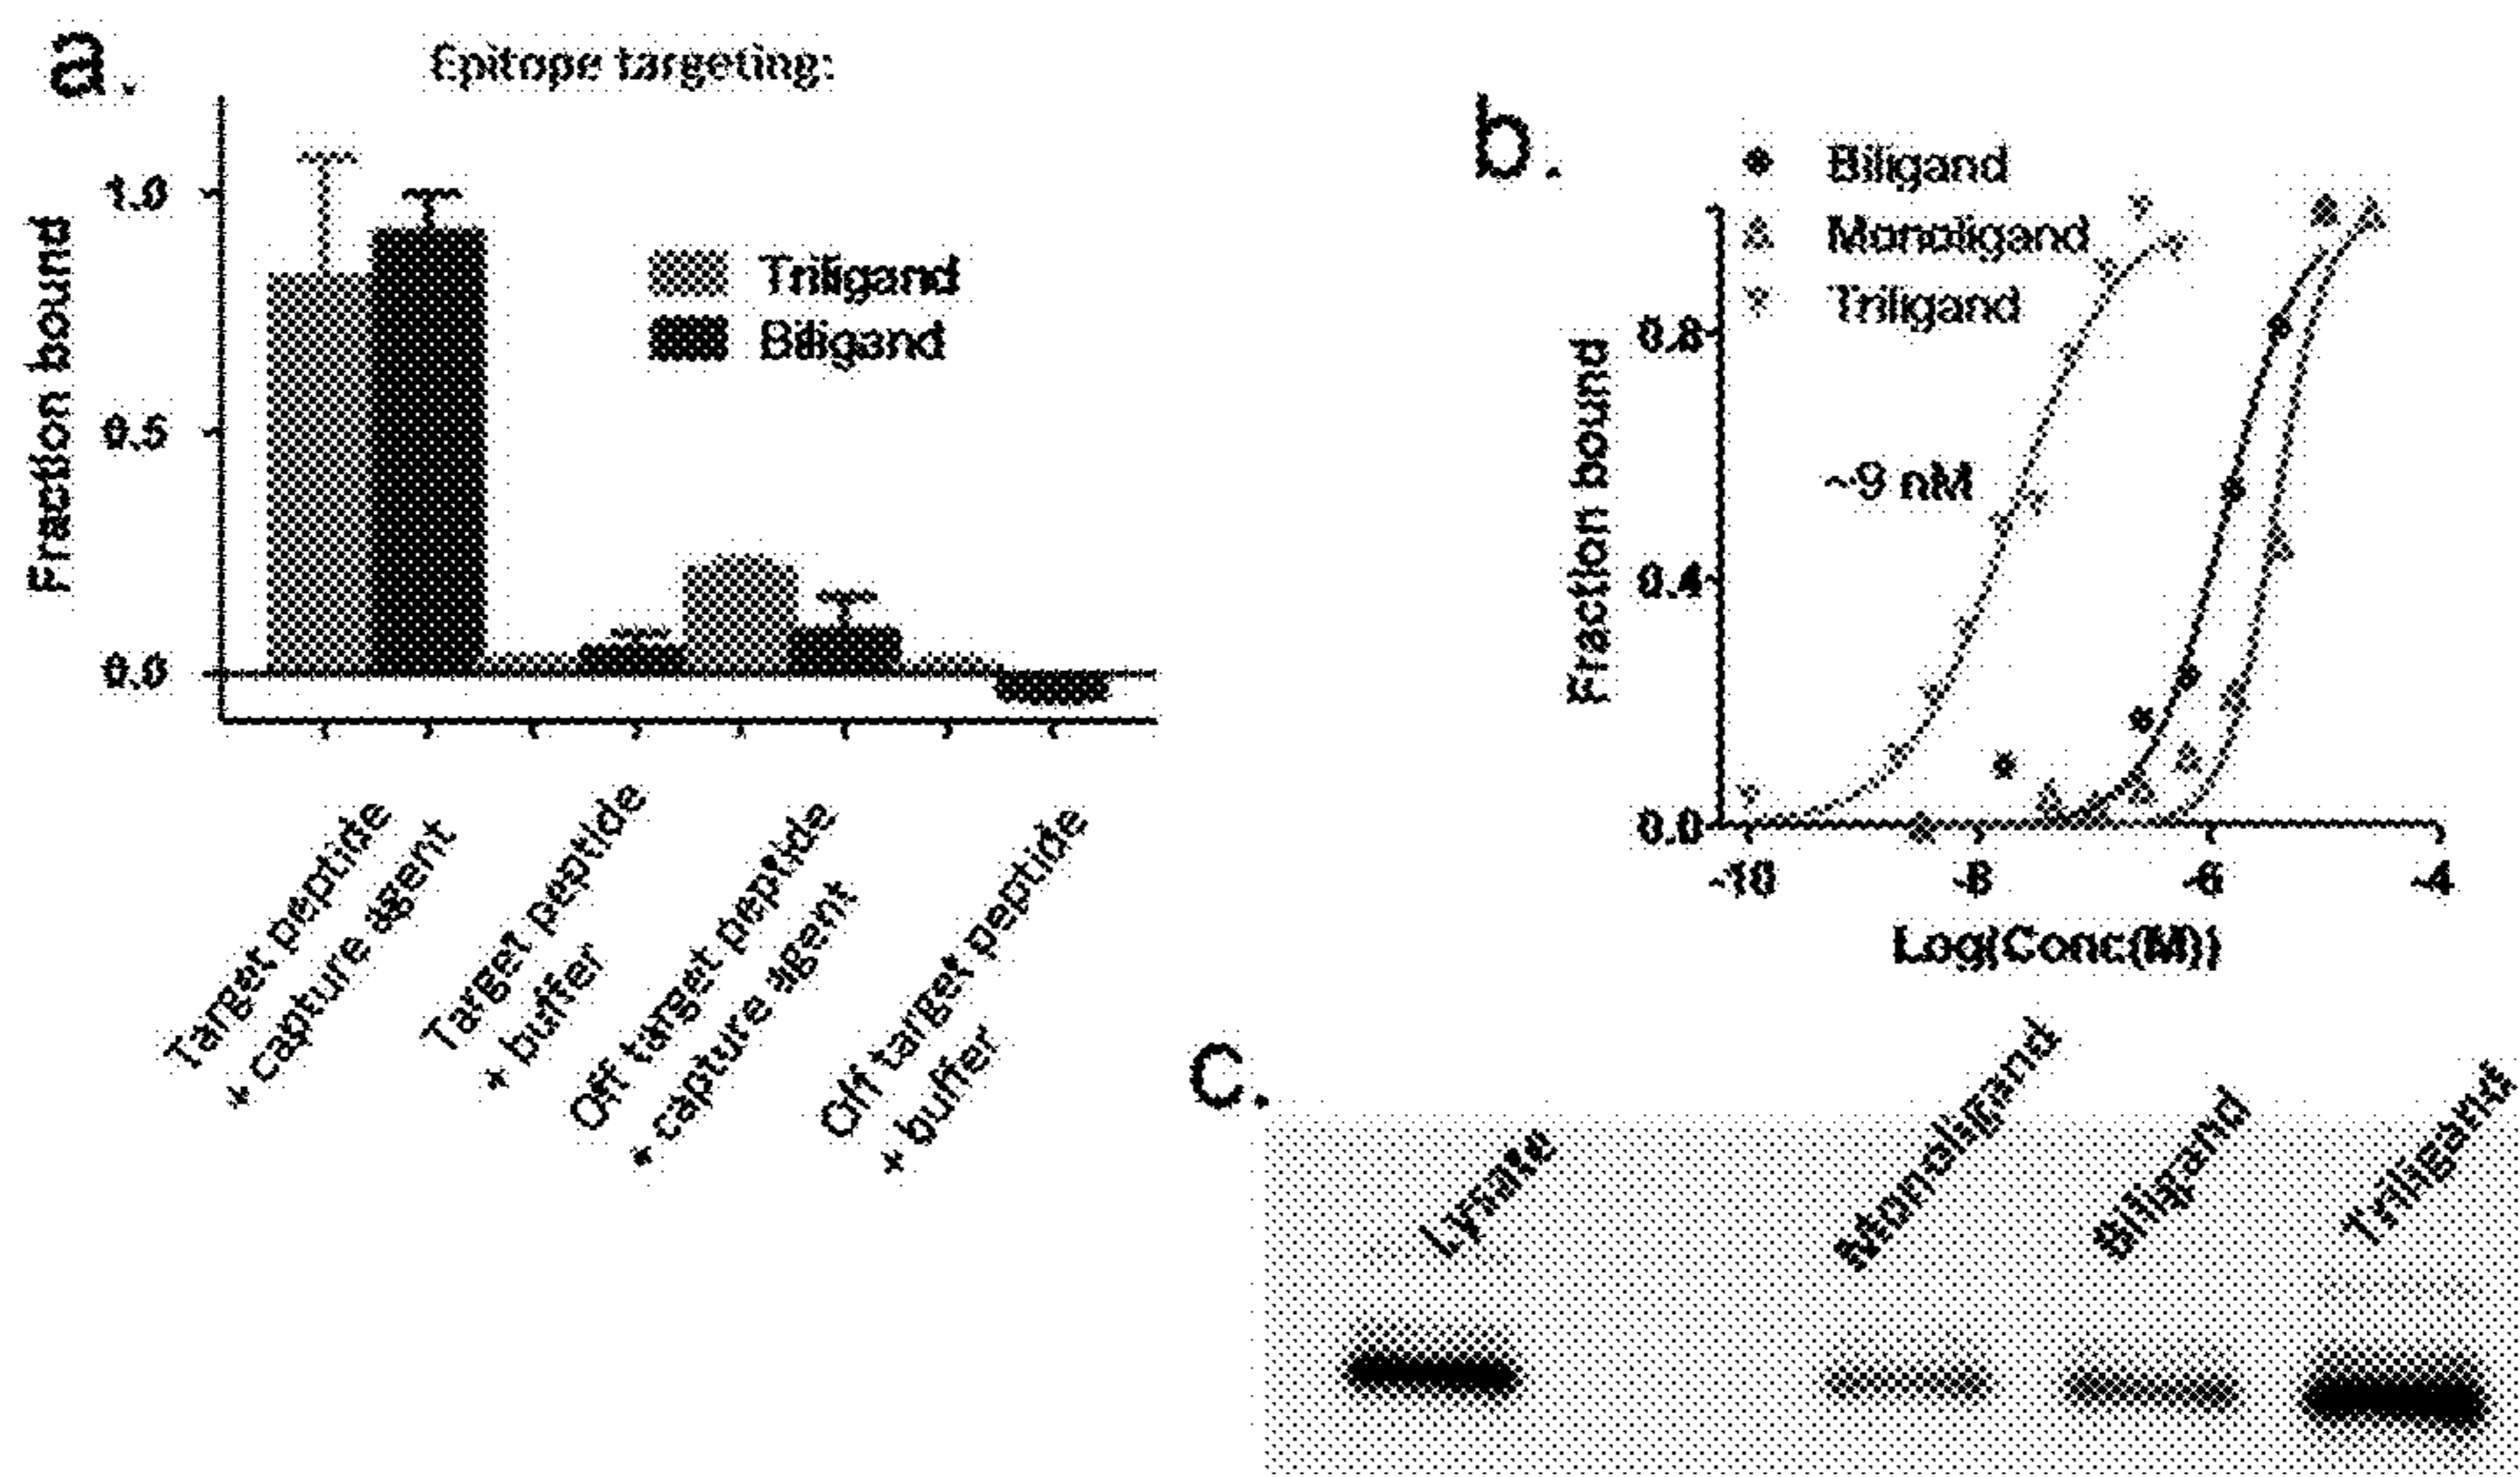 a.
Epitope targeting:
Fraction bound
1.0
0.5
0.0
Triligand
Biligand
Target peptide
+ capture agent
Target peptide
+ buffer
Off target peptide
+ capture agent
Off target peptide
+ buffer
b.
Biligand
Monoligand
Triligand
Fraction bound
0.8
0.4
0.0
~9 nM
-10
-8
-6
-4
Log(Conc(M))
c.
Lysate
Monoligand
Biligand
Triligand